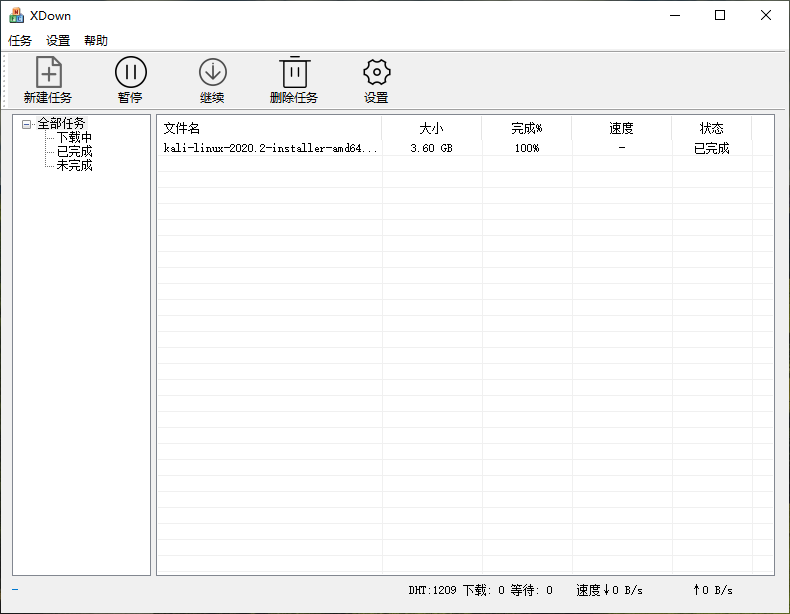 XDown
任务 设置 帮助
新建任务 暂停 继续 删除任务 设置
全部任务
下载中
已完成
未完成
文件名 大小 完成% 速度 状态
kali-linux-2020.2-installer-amd64... 3.60 GB 100% - 已完成
- DHT:1209 下载: 0 等待: 0 速度↓0 B/s ↑0 B/s